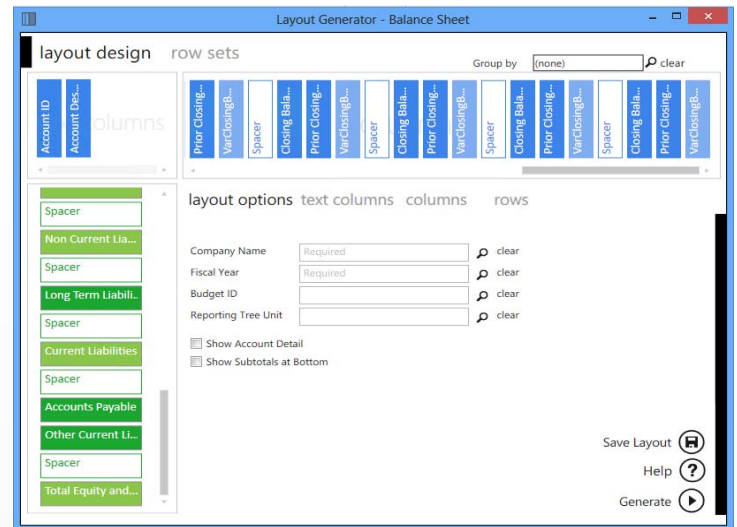 Layout Generator - Balance Sheet
layout design row sets
Group by (none) clear
Account ID
Account Des...
columns
Prior Closing...
VarClosingB...
Spacer
Closing Bala...
Prior Closing...
VarClosingB...
Spacer
Closing Bala...
Prior Closing...
VarClosingB...
Spacer
Closing Bala...
Prior Closing...
VarClosingB...
Spacer
Closing Bala...
Prior Closing...
VarClosingB...
Spacer
Non Current Lia...
Spacer
Long Term Liabili..
Spacer
Current Liabilities
Spacer
Accounts Payable
Other Current Li...
Spacer
Total Equity and...
layout options text columns columns rows
Company Name Required clear
Fiscal Year Required clear
Budget ID clear
Reporting Tree Unit clear
Show Account Detail
Show Subtotals at Bottom
Save Layout
Help ?
Generate